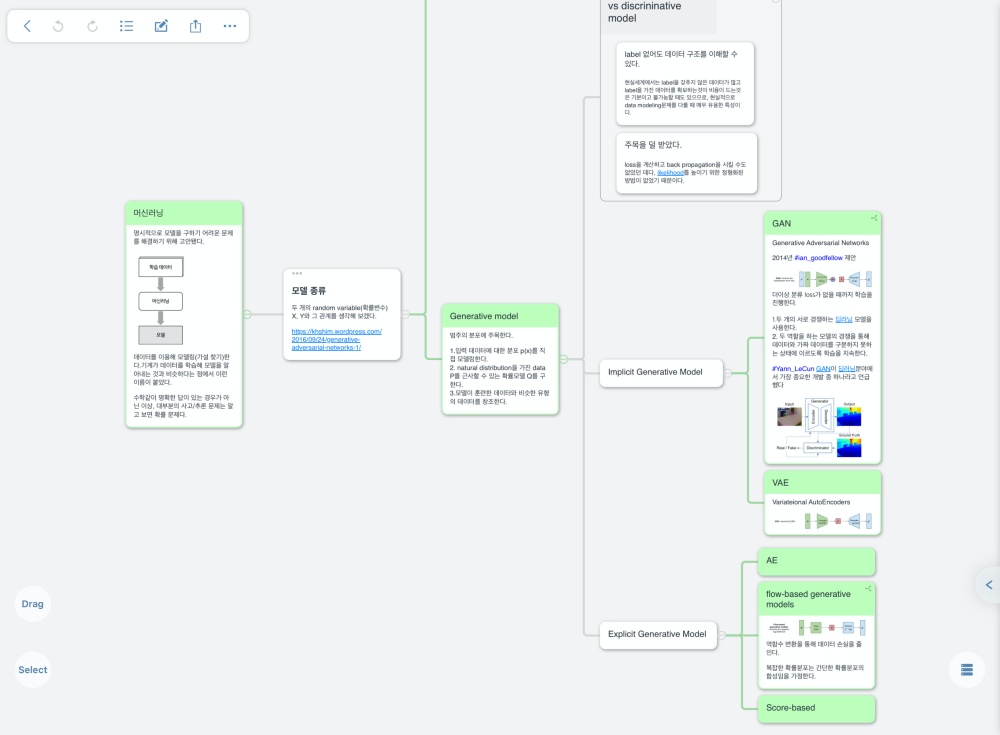 vs discrininative
model
label 없어도 데이터 구조를 이해할 수
있다.
현실세계에서는 label을 갖추지 않은 데이터가 많고
label을 가진 데이터를 확보하는것이 비용이 드는것
은 기본이고 불가능할 때도 있으므로, 현실적으로
data modeling문제를 다룰 때 매우 유용한 특성이
다.
주목을 덜 받았다.
loss을 계산하고 back propagation을 시킬 수도
없었던 데다, likelihood를 높이기 위한 정형화된
방법이 없었기 때문이다.
머신러닝
명시적으로 모델을 구하기 어려운 문제
를 해결하기 위해 고안됐다.
학습 데이터
머시러닝
모델
데이터를 이용해 모델링(가설 찾기)한
다.기계가 데이터를 학습해 모델을 알
아내는 것과 비슷하다는 점에서 이런
이름이 붙었다.
수학같이 명확한 답이 있는 경우가 아
닌 이상, 대부분의 사고/추론 문제는 알
고 보면 확률 문제다.
모델 종류
두 개의 random variable(확률변수)
X, Y와 그 관계를 생각해 보겠다.
https://khshim.wordpress.com/
2016/09/24/generative-
adversarial-networks-1/
Generative model
범주의 분포에 주목한다.
1.입력 데이터에 대한 분포 p(x)를 직
접 모델링한다.
2. natural distribution을 가진 data
P를 근사할 수 있는 확률모델 Q를 구
한다.
3.모델이 훈련한 데이터와 비슷한 유형
의 데이터를 창조한다.
Implicit Generative Model
GAN
Generative Adversarial Networks
2014년 #ian_goodfellow 제안
더이상 분류 loss가 없을 때까지 학습을
진행한다.
1.두 개의 서로 경쟁하는 딥러닝 모델을
사용한다.
2. 두 역할을 하는 모델의 경쟁을 통해
데이터와 가짜 데이터를 구분하지 못하
는 상태에 이르도록 학습을 지속한다.
#Yann_LeCun GAN이 딥러닝분야에
서 가장 중요한 개발 중 하나라고 언급
했다
Input
Generator
Output
Ground truth
Real / Fake
Discriminator
VAE
Variateional AutoEncoders
Explicit Generative Model
AE
flow-based generative
models
역함수 변환을 통해 데이터 손실을 줄
인다.
복잡한 확률분포는 간단한 확률분포의
합성임을 가정한다.
Score-based
Drag
Select